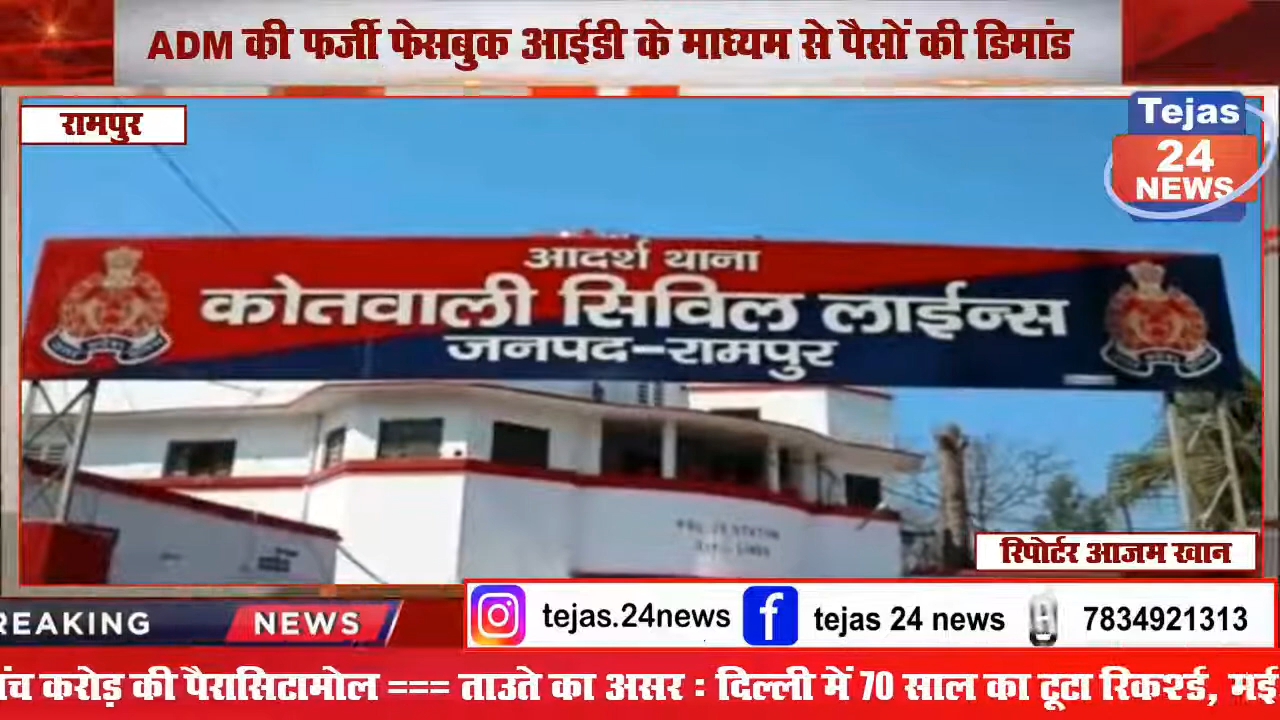 ADM की फर्जी फेसबुक आईडी के माध्यम से पैसों की डिमांड
रामपुर
Tejas
24
NEWS
आदर्श थाना
कोतवाली सिविल लाईन्स
जनपद-रामपुर
रिपोर्टर आजम खान
REAKING NEWS
tejas.24news
tejas 24 news
7834921313
ांच करोड़ की पैरासिटामोल === ताउते का असर : दिल्ली में 70 साल का टूटा रिकॉर्ड, मई